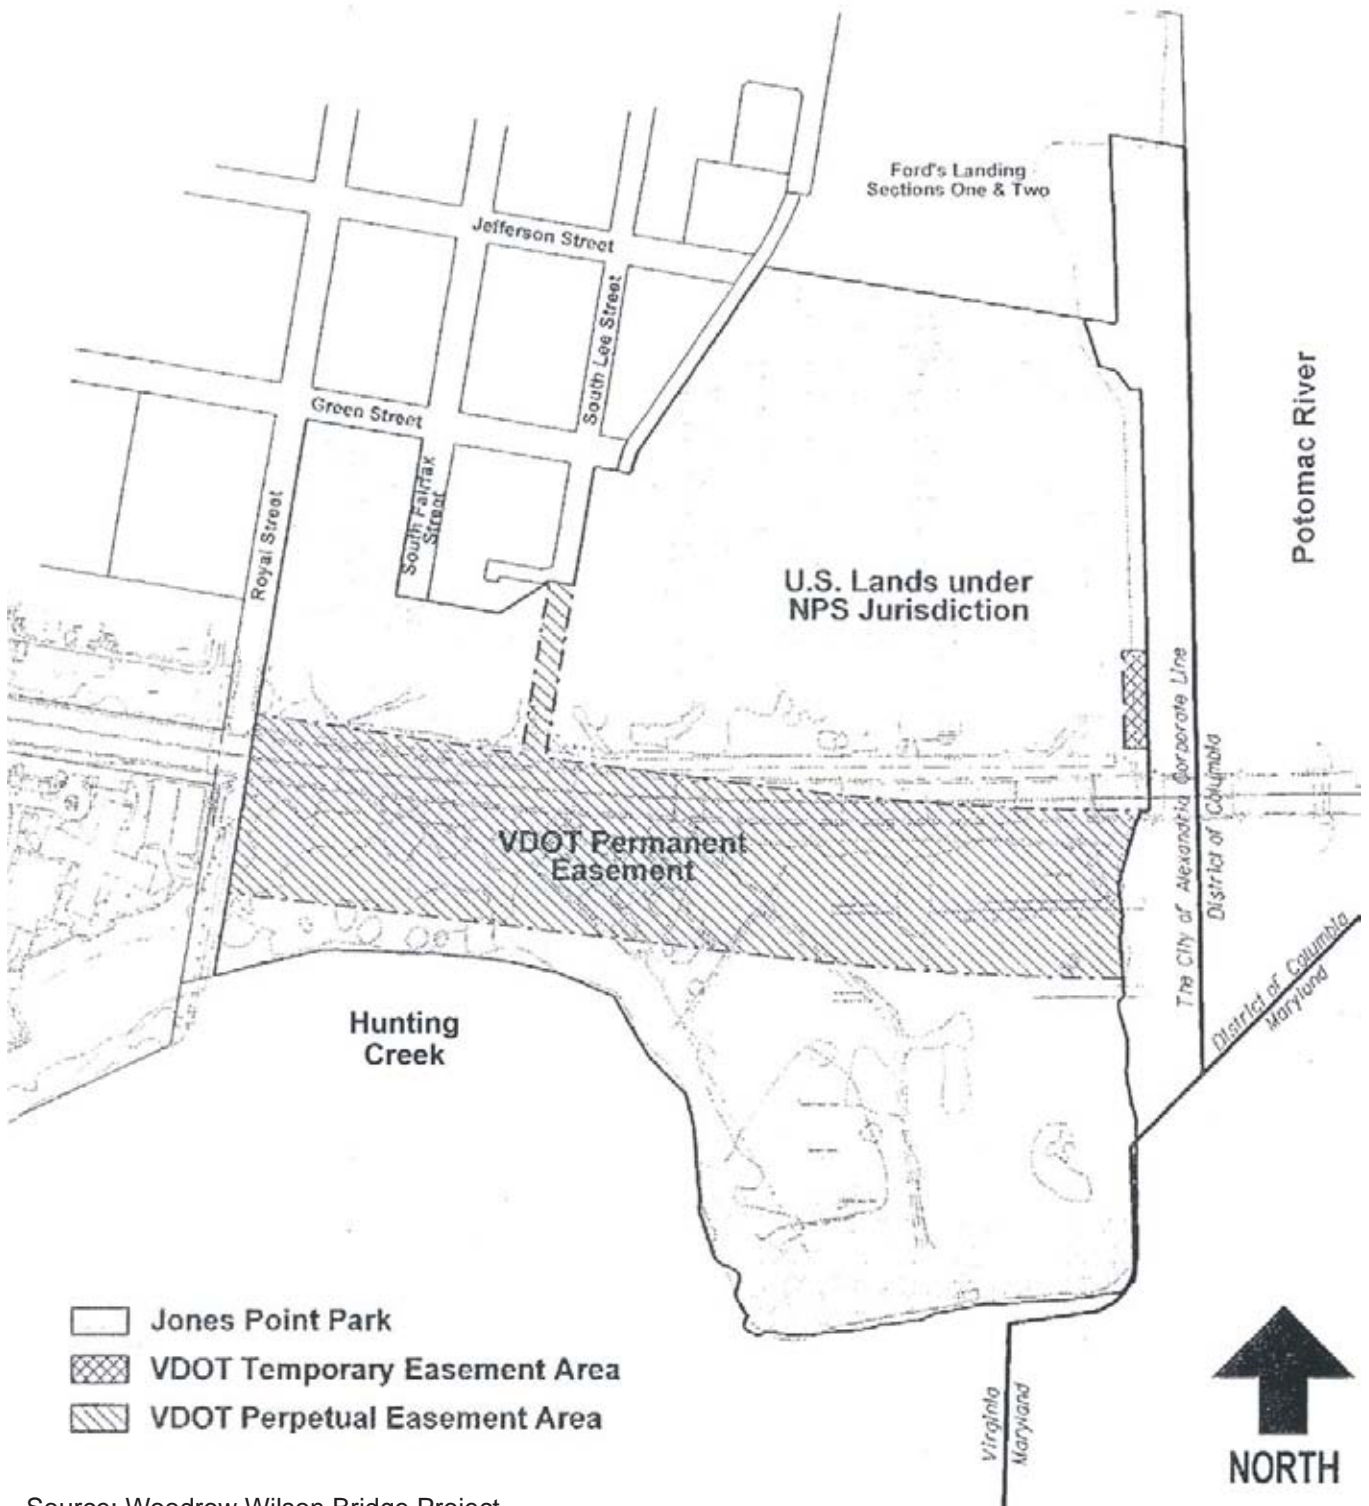 Ford's Landing
Sections One & Two
Jefferson Street
South Lee Street
Green Street
South Fairfax
Street
Royal Street
Potomac River
U.S. Lands under
NPS Jurisdiction
The City of Alexandria Corporate Line
District of Columbia
VDOT Permanent
Easement
District of Columbia
Maryland
Hunting
Creek
Jones Point Park
VDOT Temporary Easement Area
VDOT Perpetual Easement Area
Virginia
Maryland
NORTH
Source: Woodrow Wilson Bridge Project